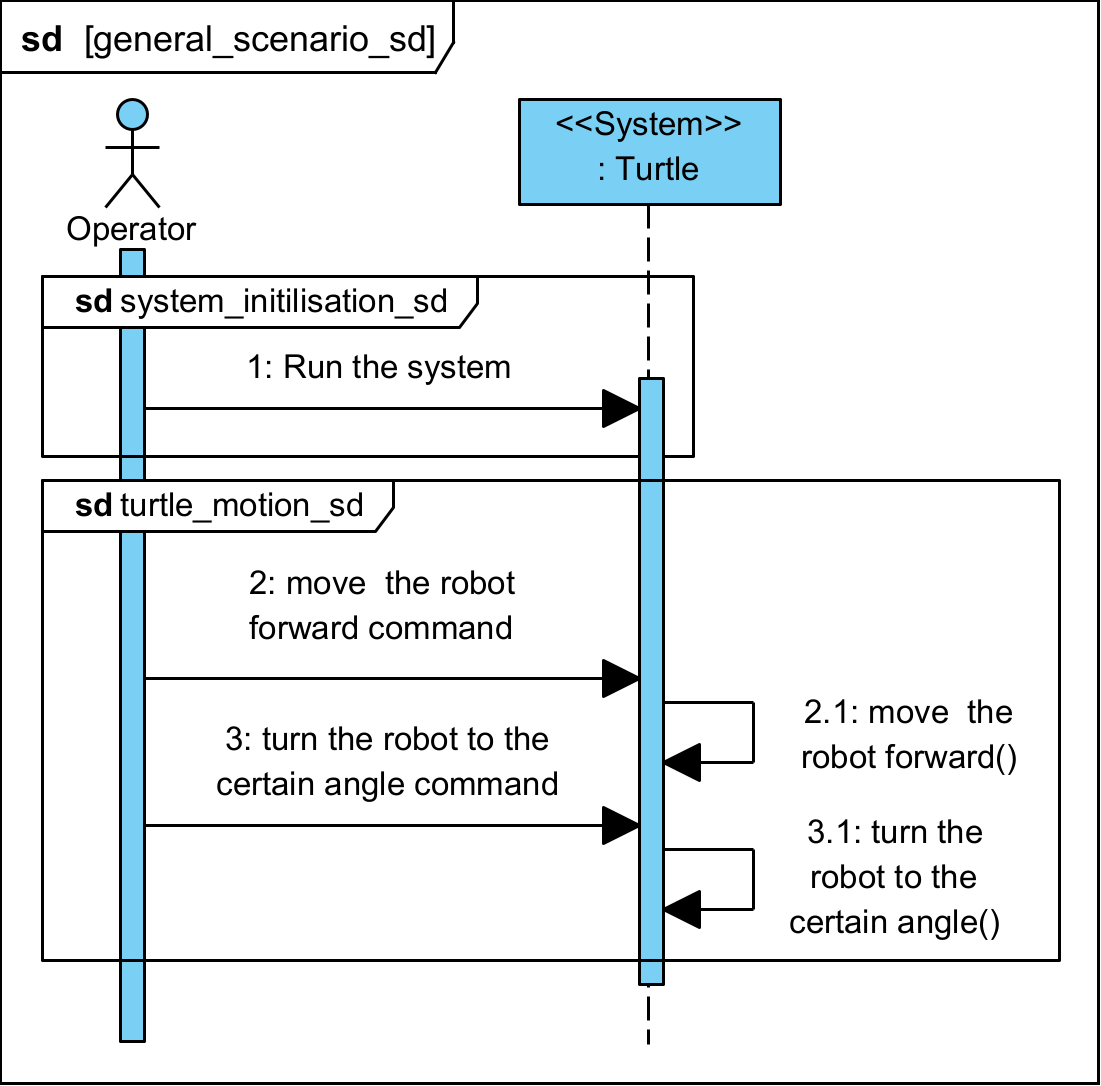 sd [general_scenario_sd]
<<System>>
: Turtle
Operator
sd system_initilisation_sd
1: Run the system
sd turtle_motion_sd
2: move  the robot
forward command
2.1: move  the
robot forward()
3: turn the robot to the
certain angle command
3.1: turn the
robot to the
certain angle()